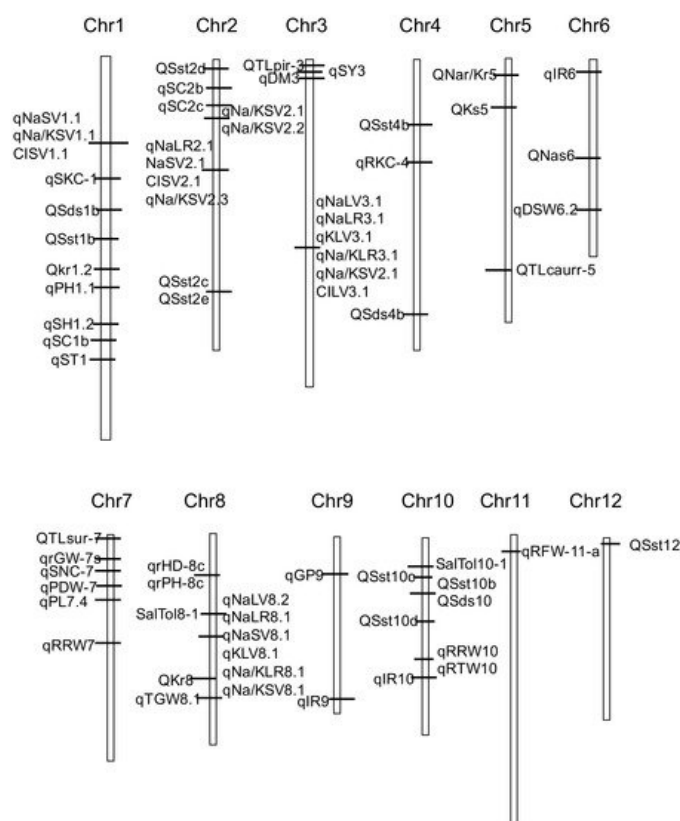 Chr1
qNaSV1.1
qNa/KSV1.1
CISV1.1
qSKC-1
QSds1b
QSst1b
Qkr1.2
qPH1.1
qSH1.2
qSC1b
qST1
Chr2
QSst2d
qSC2b
qSC2c
qNa/KSV2.1
qNa/KSV2.2
qNaLR2.1
NaSV2.1
CISV2.1
qNa/KSV2.3
QSst2c
QSst2e
Chr3
QTLpir-3
qSY3
qDM3
qNaLV3.1
qNaLR3.1
qKLV3.1
qNa/KLR3.1
qNa/KSV2.1
CILV3.1
Chr4
QSst4b
qRKC-4
QSds4b
Chr5
QNar/Kr5
QKs5
QTLcaurr-5
Chr6
qIR6
QNas6
qDSW6.2
Chr7
QTLsur-7
qrGW-7s
qSNC-7
qPDW-7
qPL7.4
qRRW7
Chr8
qrHD-8c
qrPH-8c
SalTol8-1
qNaLV8.2
qNaLR8.1
qNaSV8.1
qKLV8.1
qNa/KLR8.1
qNa/KSV8.1
QKr8
qTGW8.1
Chr9
qGP9
qIR9
Chr10
SalTol10-1
QSst10c
QSst10b
QSds10
QSst10d
qRRW10
qRTW10
qIR10
Chr11
qRFW-11-a
Chr12
QSst12